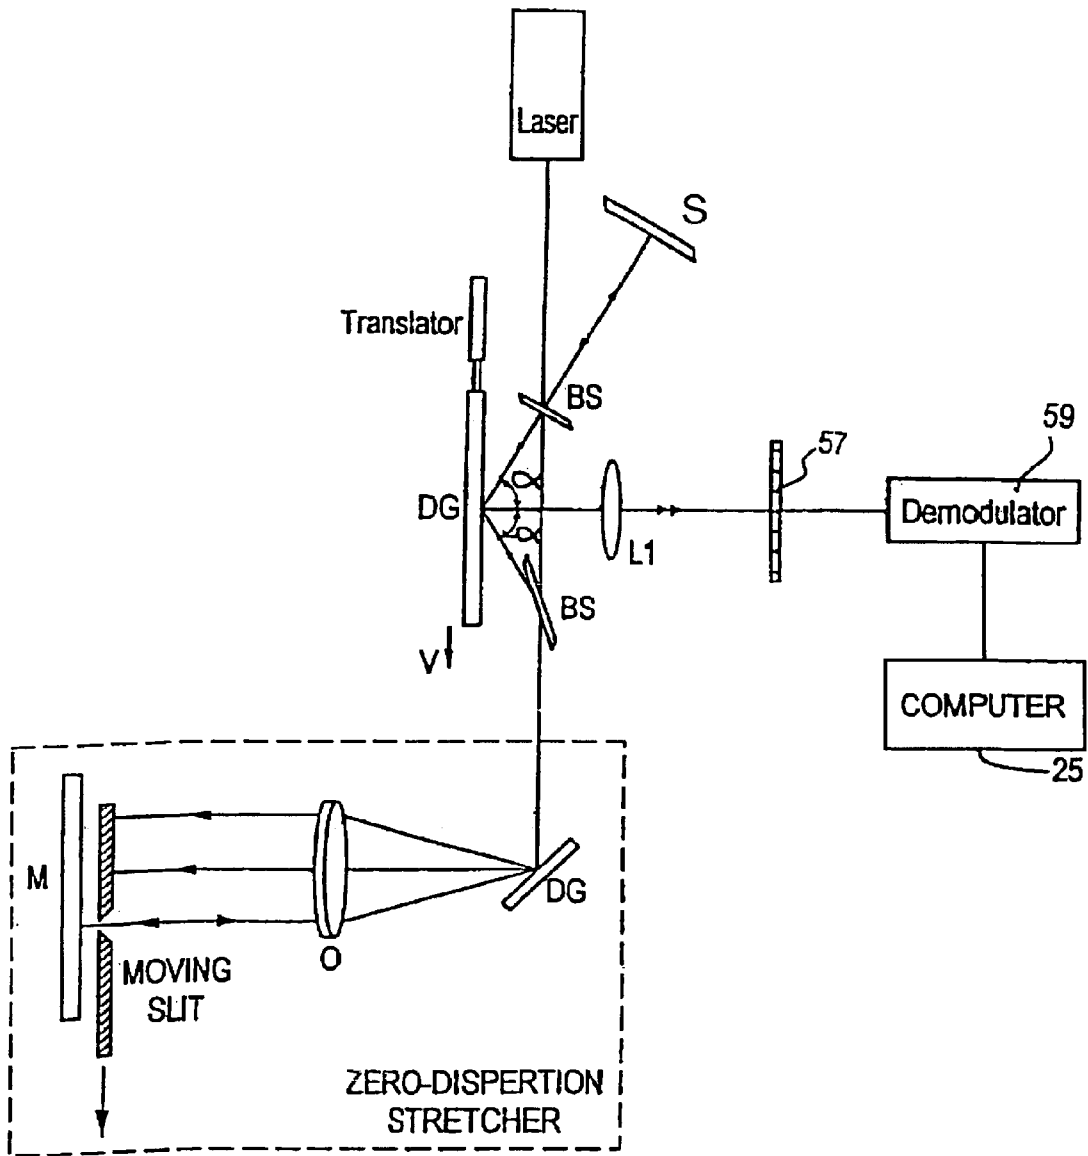 Laser
S
Translator
BS
57
59
DG
α
α
L1
Demodulator
BS
V
COMPUTER
25
M
DG
O
MOVING
SLIT
ZERO-DISPERTION
STRETCHER